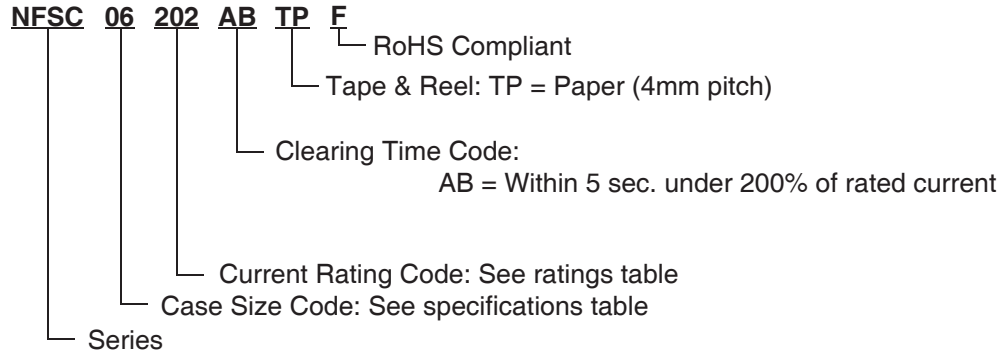 NFSC 06 202 AB TP F
RoHS Compliant
Tape & Reel: TP = Paper (4mm pitch)
Clearing Time Code:
AB = Within 5 sec. under 200% of rated current
Current Rating Code: See ratings table
Case Size Code: See specifications table
Series